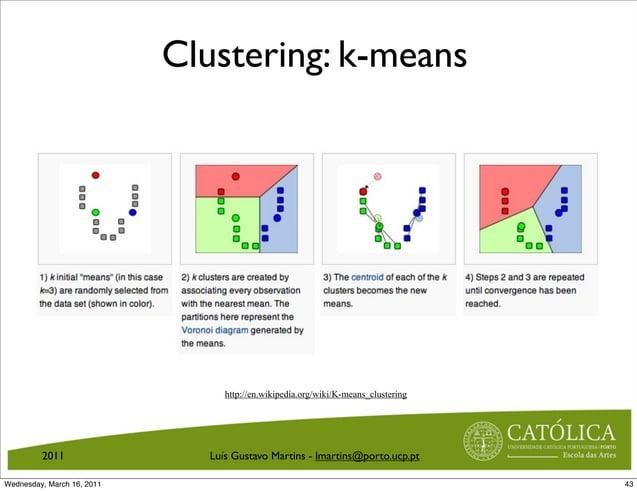 Clustering: k-means
1) k initial "means" (in this case
k=3) are randomly selected from
the data set (shown in color).
2) k clusters are created by
associating every observation
with the nearest mean. The
partitions here represent the
Voronoi diagram generated by
the means.
3) The centroid of each of the k
clusters becomes the new
means.
4) Steps 2 and 3 are repeated
until convergence has been
reached.
http://en.wikipedia.org/wiki/K-means_clustering
CATÓLICA
UNIVERSIDADE CATÓLICA PORTUGUESA | PORTO
Escola das Artes
2011
Luís Gustavo Martins - lmartins@porto.ucp.pt
Wednesday, March 16, 2011
43